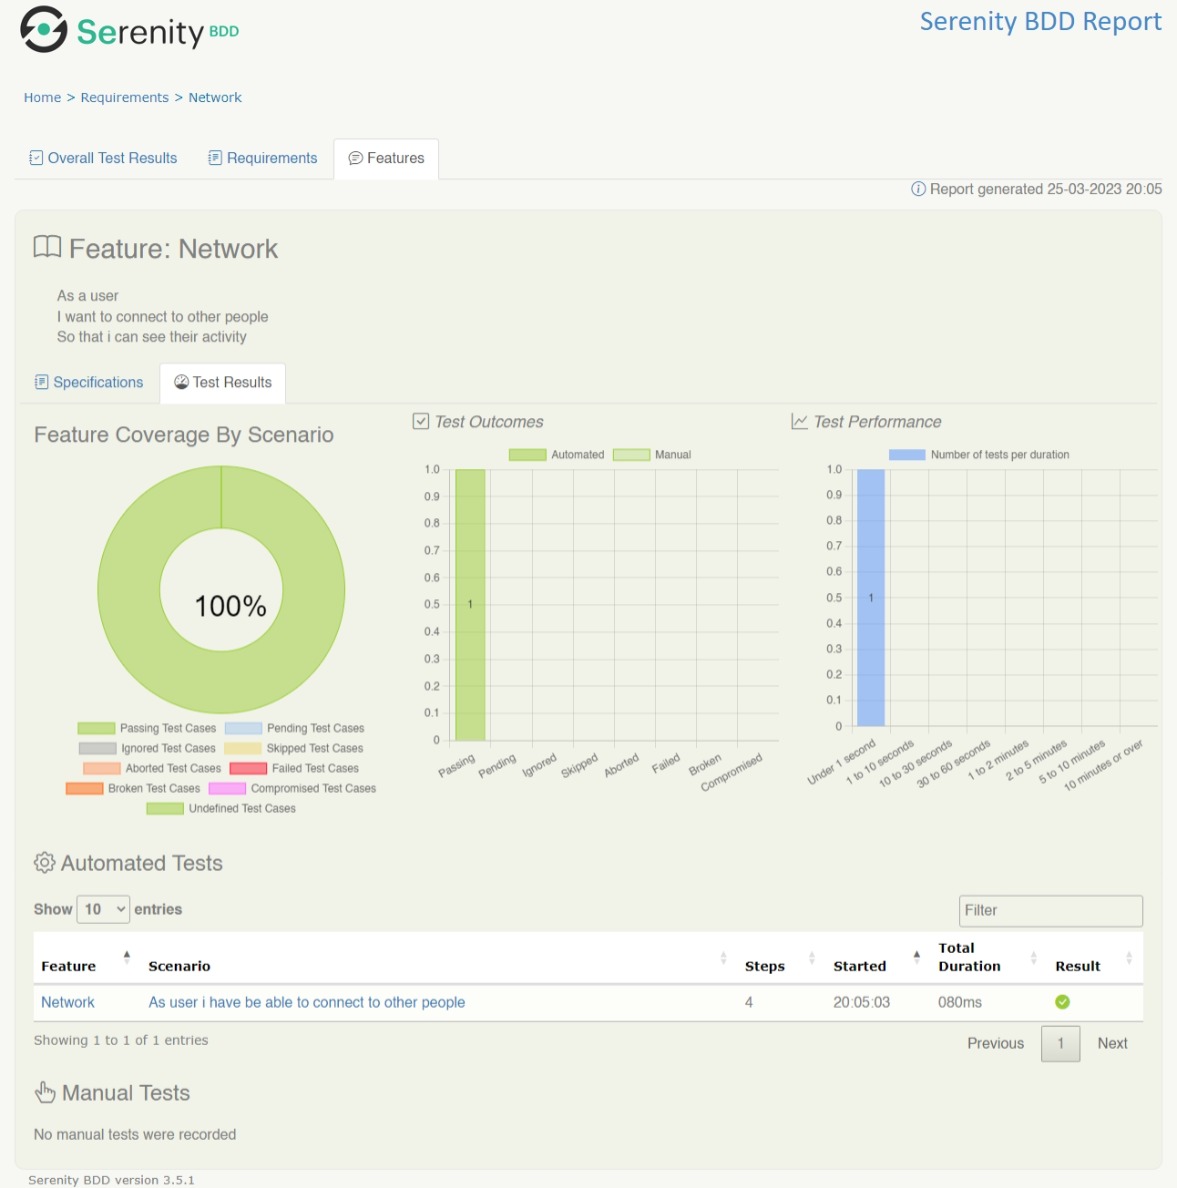 Serenity BDD
Serenity BDD Report
Home > Requirements > Network
Overall Test Results Requirements Features
Report generated 25-03-2023 20:05
Feature: Network
As a user
I want to connect to other people
So that i can see their activity
Specifications Test Results
Feature Coverage By Scenario
100%
Passing Test Cases Pending Test Cases
Ignored Test Cases Skipped Test Cases
Aborted Test Cases Failed Test Cases
Broken Test Cases Compromised Test Cases
Undefined Test Cases
Test Outcomes
Automated Manual
1.0
0.9
0.8
0.7
0.6
0.5
0.4
0.3
0.2
0.1
0
1
Passing Pending Ignored Skipped Aborted Failed Broken Compromised
Test Performance
Number of tests per duration
1.0
0.9
0.8
0.7
0.6
0.5
0.4
0.3
0.2
0.1
0
1
Under 1 second 1 to 10 seconds 10 to 30 seconds 30 to 60 seconds 1 to 2 minutes 2 to 5 minutes 5 to 10 minutes 10 minutes or over
Automated Tests
Show 10 entries
Filter
Feature Scenario Steps Started Total Duration Result
Network As user i have be able to connect to other people 4 20:05:03 080ms
Showing 1 to 1 of 1 entries
Previous 1 Next
Manual Tests
No manual tests were recorded
Serenity BDD version 3.5.1